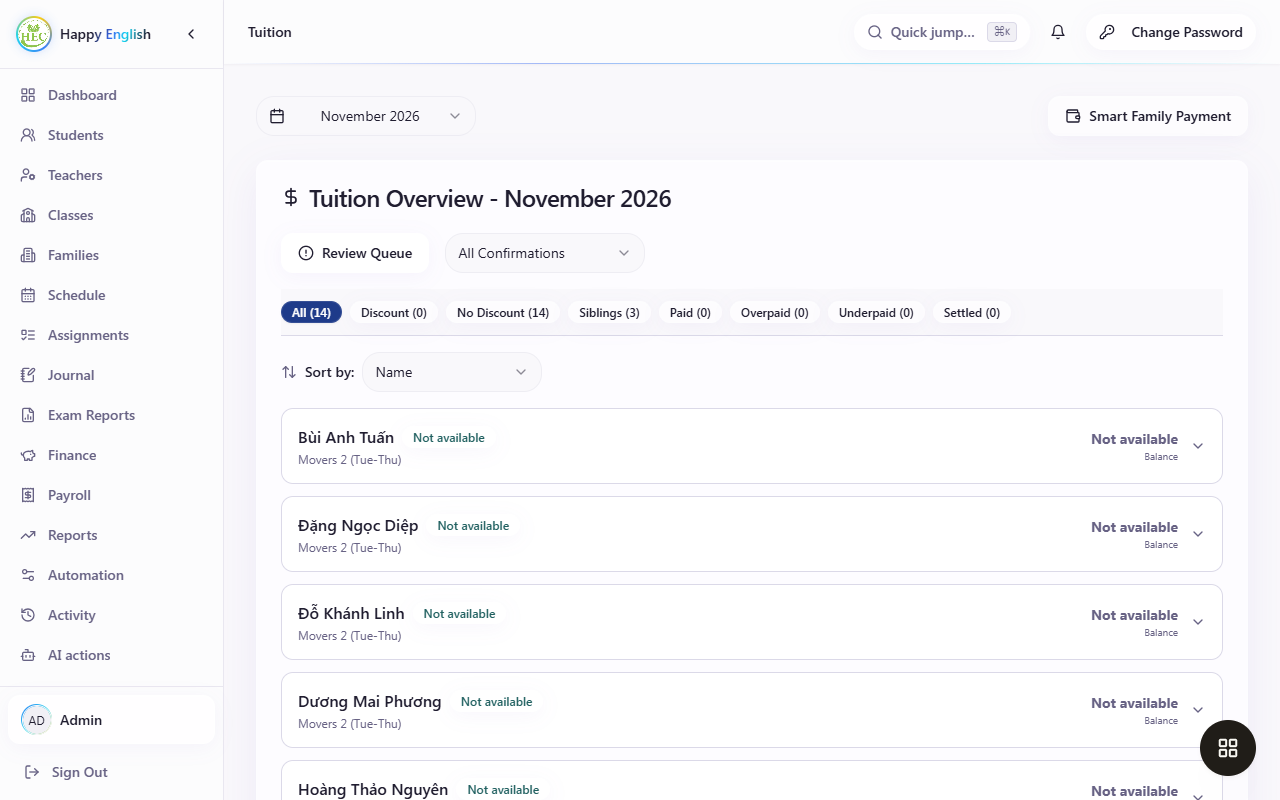 HEC
Happy English
Tuition
Quick jump...
⌘K
Change Password
Dashboard
Students
Teachers
Classes
Families
Schedule
Assignments
Journal
Exam Reports
Finance
Payroll
Reports
Automation
Activity
AI actions
AD
Admin
Sign Out
November 2026
Smart Family Payment
Tuition Overview - November 2026
Review Queue
All Confirmations
All (14)
Discount (0)
No Discount (14)
Siblings (3)
Paid (0)
Overpaid (0)
Underpaid (0)
Settled (0)
Sort by:
Name
Bùi Anh Tuấn
Not available
Movers 2 (Tue-Thu)
Not available
Balance
Đặng Ngọc Diệp
Not available
Movers 2 (Tue-Thu)
Not available
Balance
Đỗ Khánh Linh
Not available
Movers 2 (Tue-Thu)
Not available
Balance
Dương Mai Phương
Not available
Movers 2 (Tue-Thu)
Not available
Balance
Hoàng Thảo Nguyên
Not available
Not available